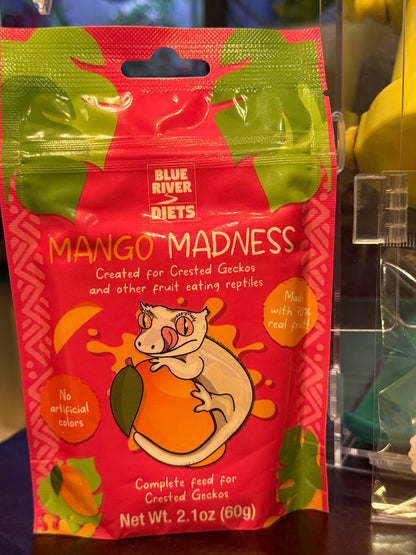 BLUE
RIVER
DIETS
MANGO MADNESS
Created for Crested Geckos
and other fruit eating reptiles
Made
with 70%
real fruit!
No
artificial
colors
Complete feed for
Crested Geckos
Net Wt. 2.1oz (60g)